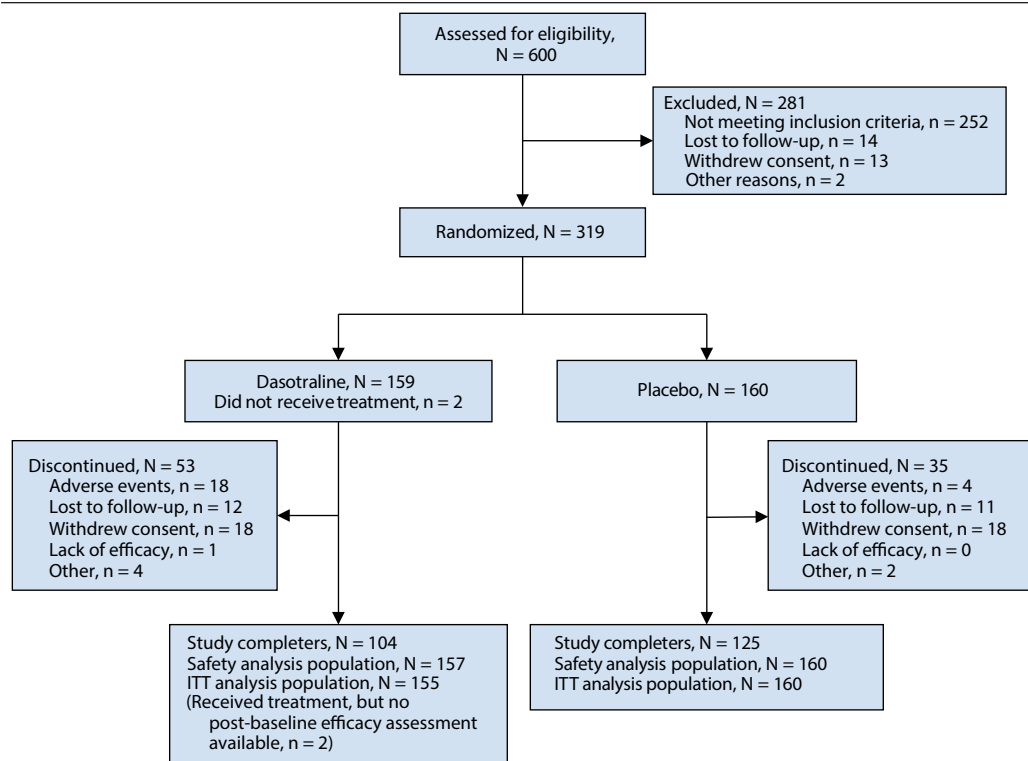 Assessed for eligibility,
N = 600
Excluded, N = 281
Not meeting inclusion criteria, n = 252
Lost to follow-up, n = 14
Withdrew consent, n = 13
Other reasons, n = 2
Randomized, N = 319
Dasotraline, N = 159
Did not receive treatment, n = 2
Placebo, N = 160
Discontinued, N = 53
Adverse events, n = 18
Lost to follow-up, n = 12
Withdrew consent, n = 18
Lack of efficacy, n = 1
Other, n = 4
Discontinued, N = 35
Adverse events, n = 4
Lost to follow-up, n = 11
Withdrew consent, n = 18
Lack of efficacy, n = 0
Other, n = 2
Study completers, N = 104
Safety analysis population, N = 157
ITT analysis population, N = 155
(Received treatment, but no
post-baseline efficacy assessment
available, n = 2)
Study completers, N = 125
Safety analysis population, N = 160
ITT analysis population, N = 160